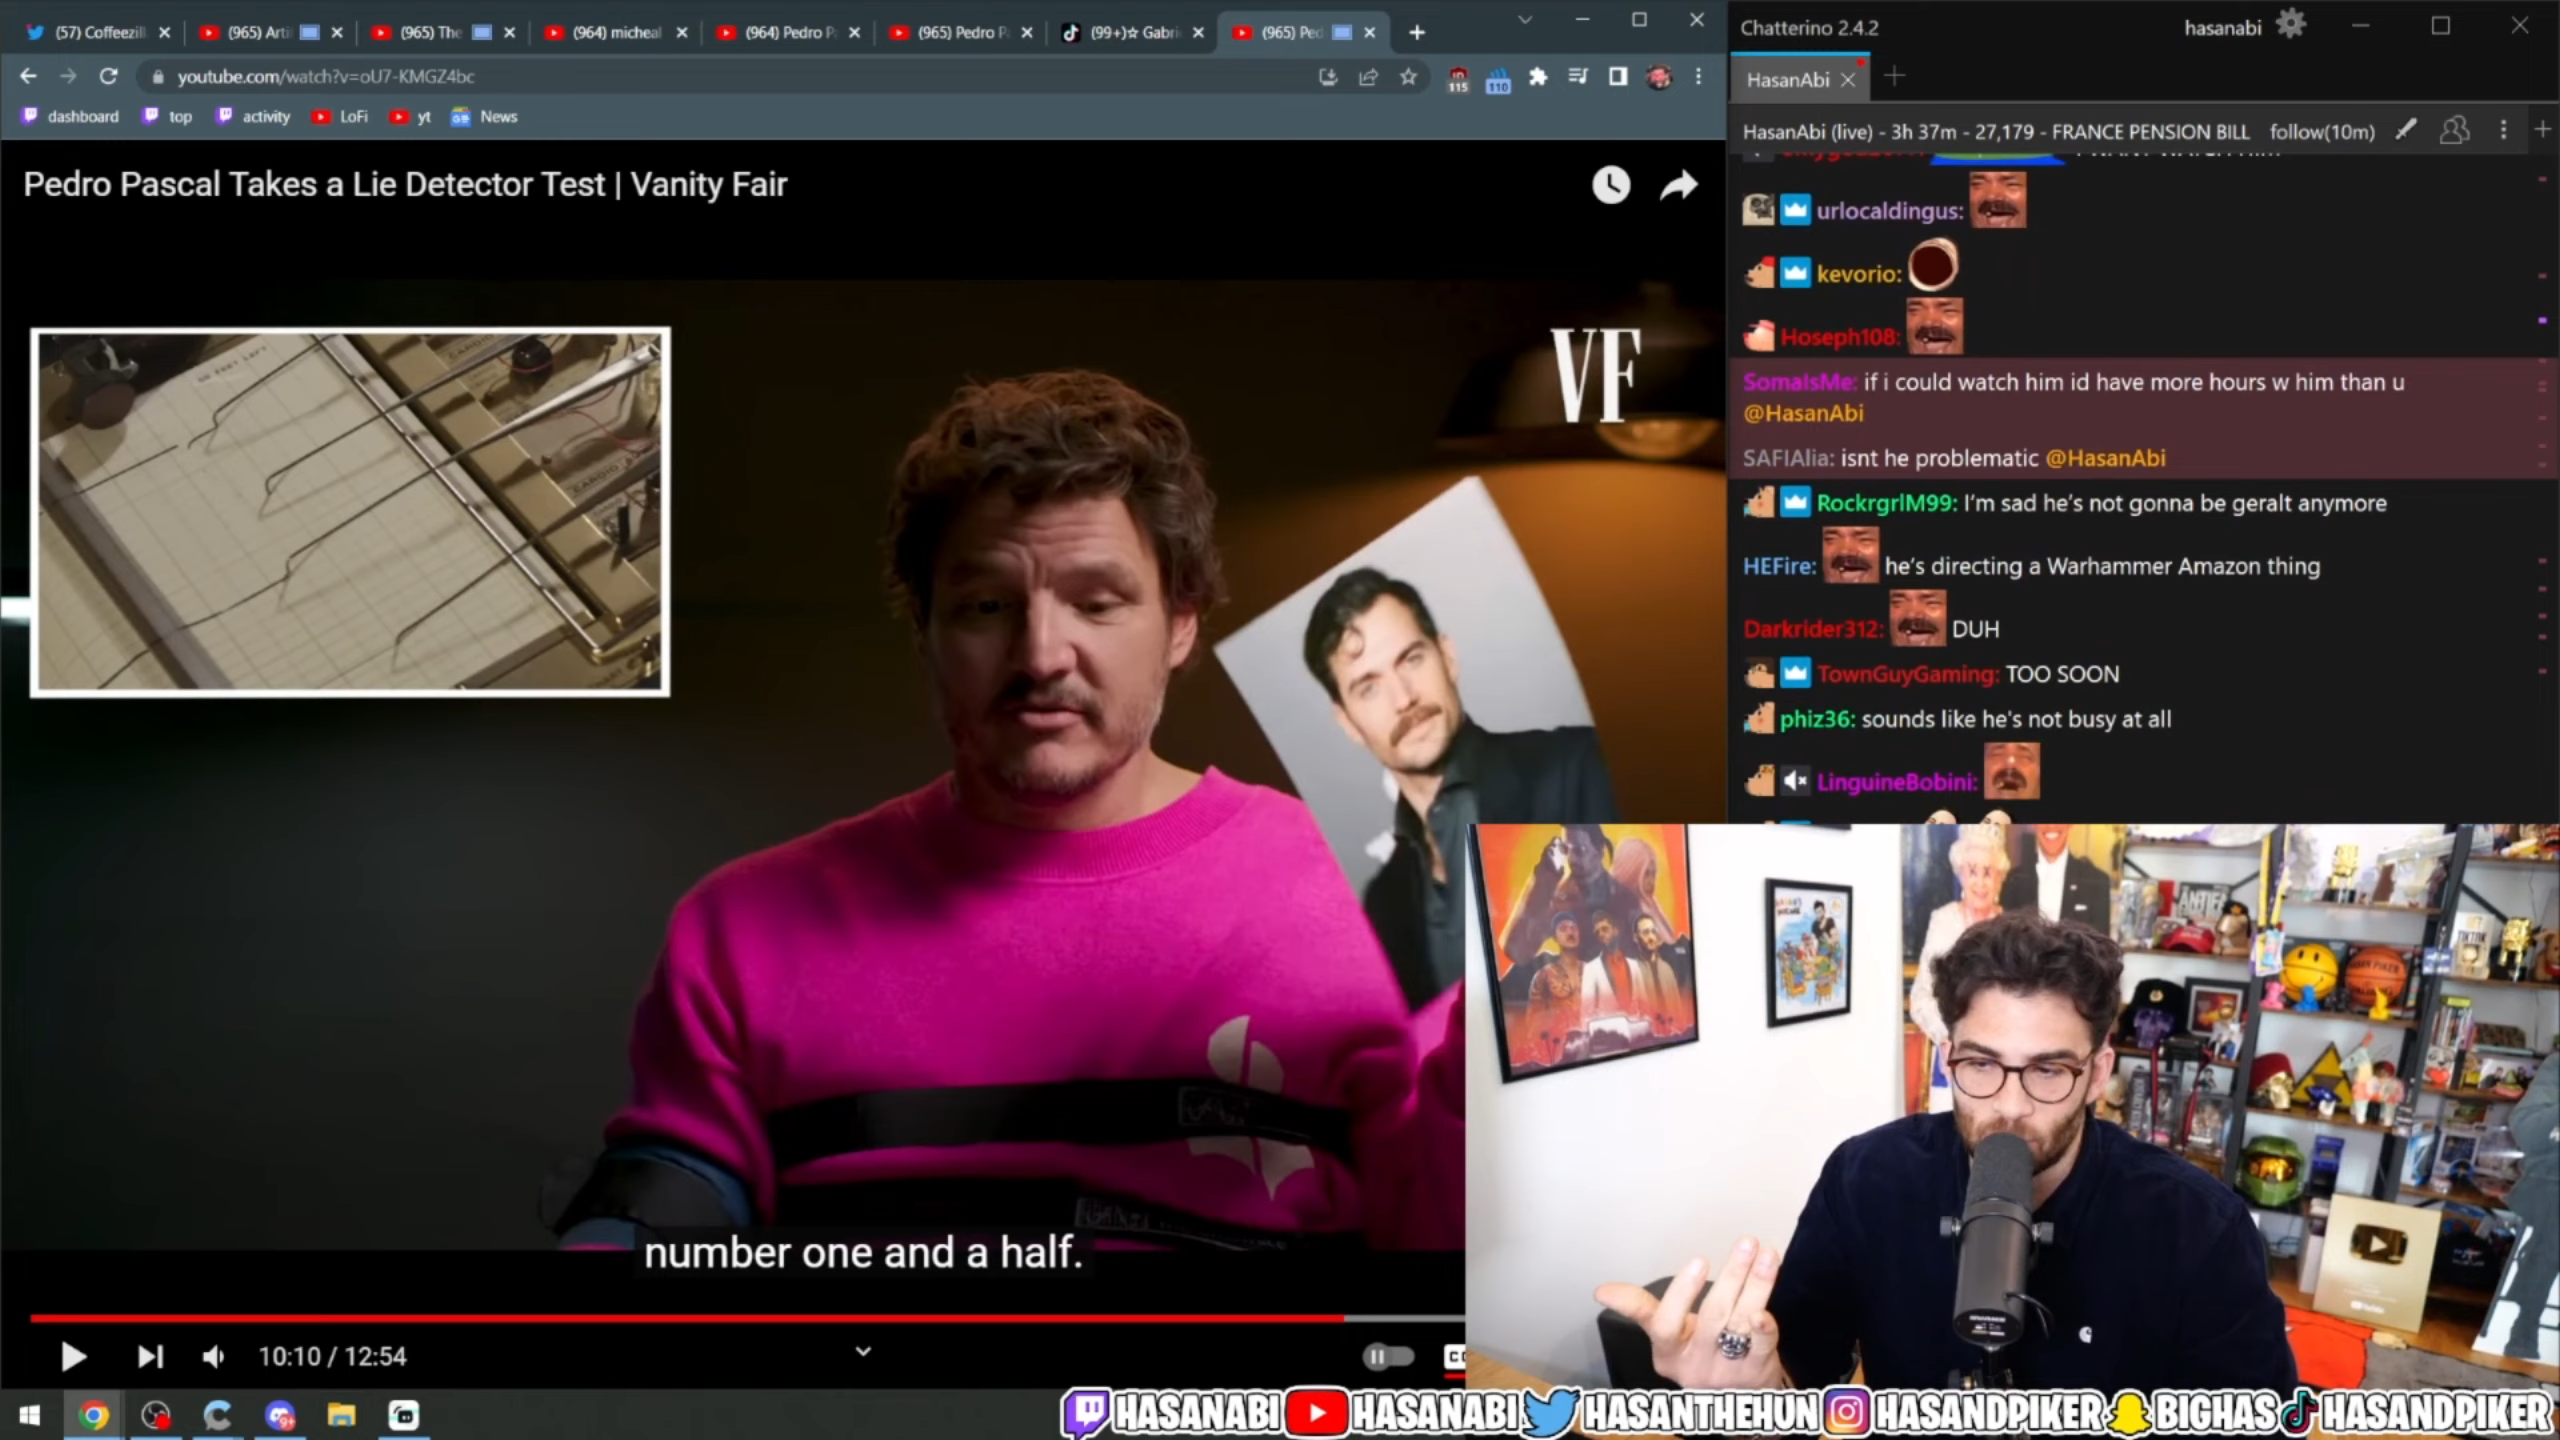 (57) Coffeezill
(965) Arti
(965) The
(964) micheal
(964) Pedro P
(965) Pedro P
(99+)☆ Gabri
(965) Ped
youtube.com/watch?v=oU7-KMGZ4bc
115
110
dashboard
top
activity
LoFi
yt
News
Pedro Pascal Takes a Lie Detector Test | Vanity Fair
VF
number one and a half.
10:10 / 12:54
Chatterino 2.4.2
hasanabi
HasanAbi
HasanAbi (live) - 3h 37m - 27,179 - FRANCE PENSION BILL
follow(10m)
urlocaldingus:
kevorio:
Hoseph108:
SomaIsMe: if i could watch him id have more hours w him than u
@HasanAbi
SAFIAlia: isnt he problematic @HasanAbi
RockrgrlM99: I'm sad he's not gonna be geralt anymore
HEFire: he's directing a Warhammer Amazon thing
Darkrider312: DUH
TownGuyGaming: TOO SOON
phiz36: sounds like he's not busy at all
LinguineBobini:
HASANABI
HASANABI
HASANTHEHUN
HASANDPIKER
BIGHAS
HASANDPIKER